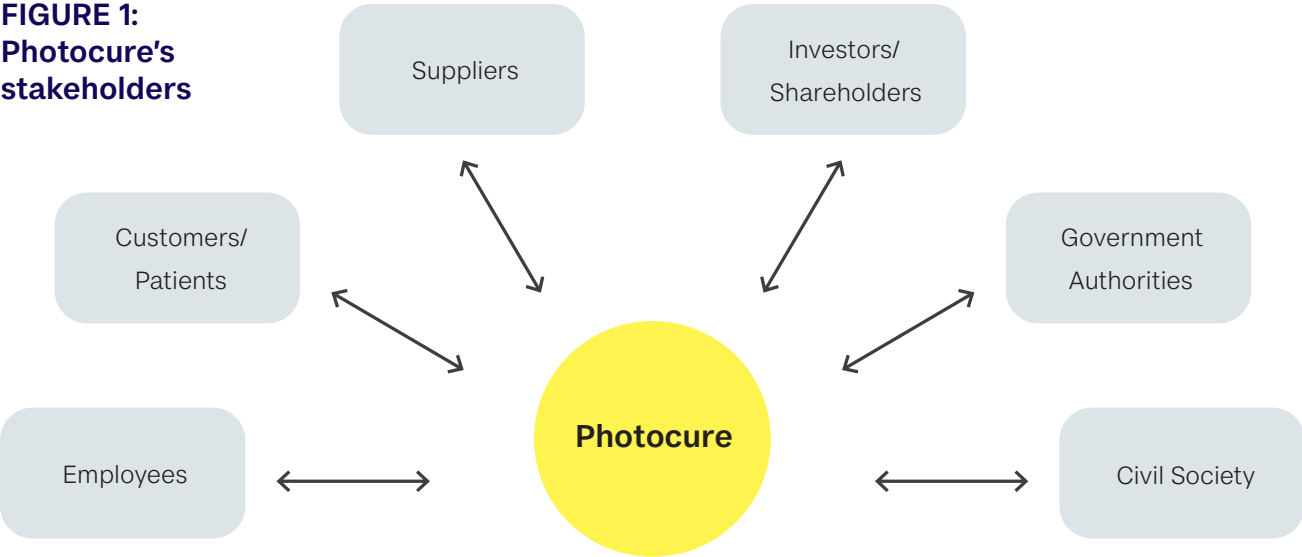 FIGURE 1:
Photocure's
stakeholders
Suppliers
Investors/
Shareholders
Customers/
Patients
Government
Authorities
Photocure
Employees
Civil Society